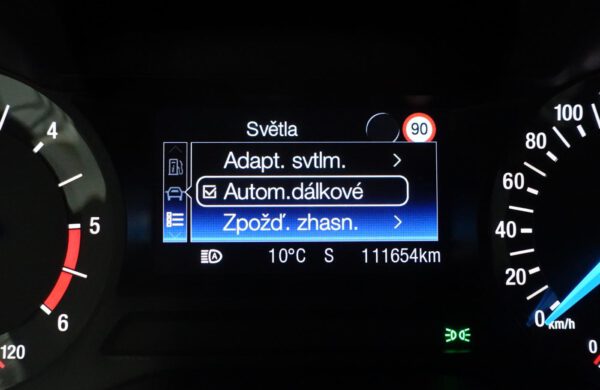 Světla
90
Adapt. svtlm.
Autom.dálkové
Zpožď. zhasn.
10°C S 111654km
4
5
6
120
100
80
60
40
20
0
km/h
0